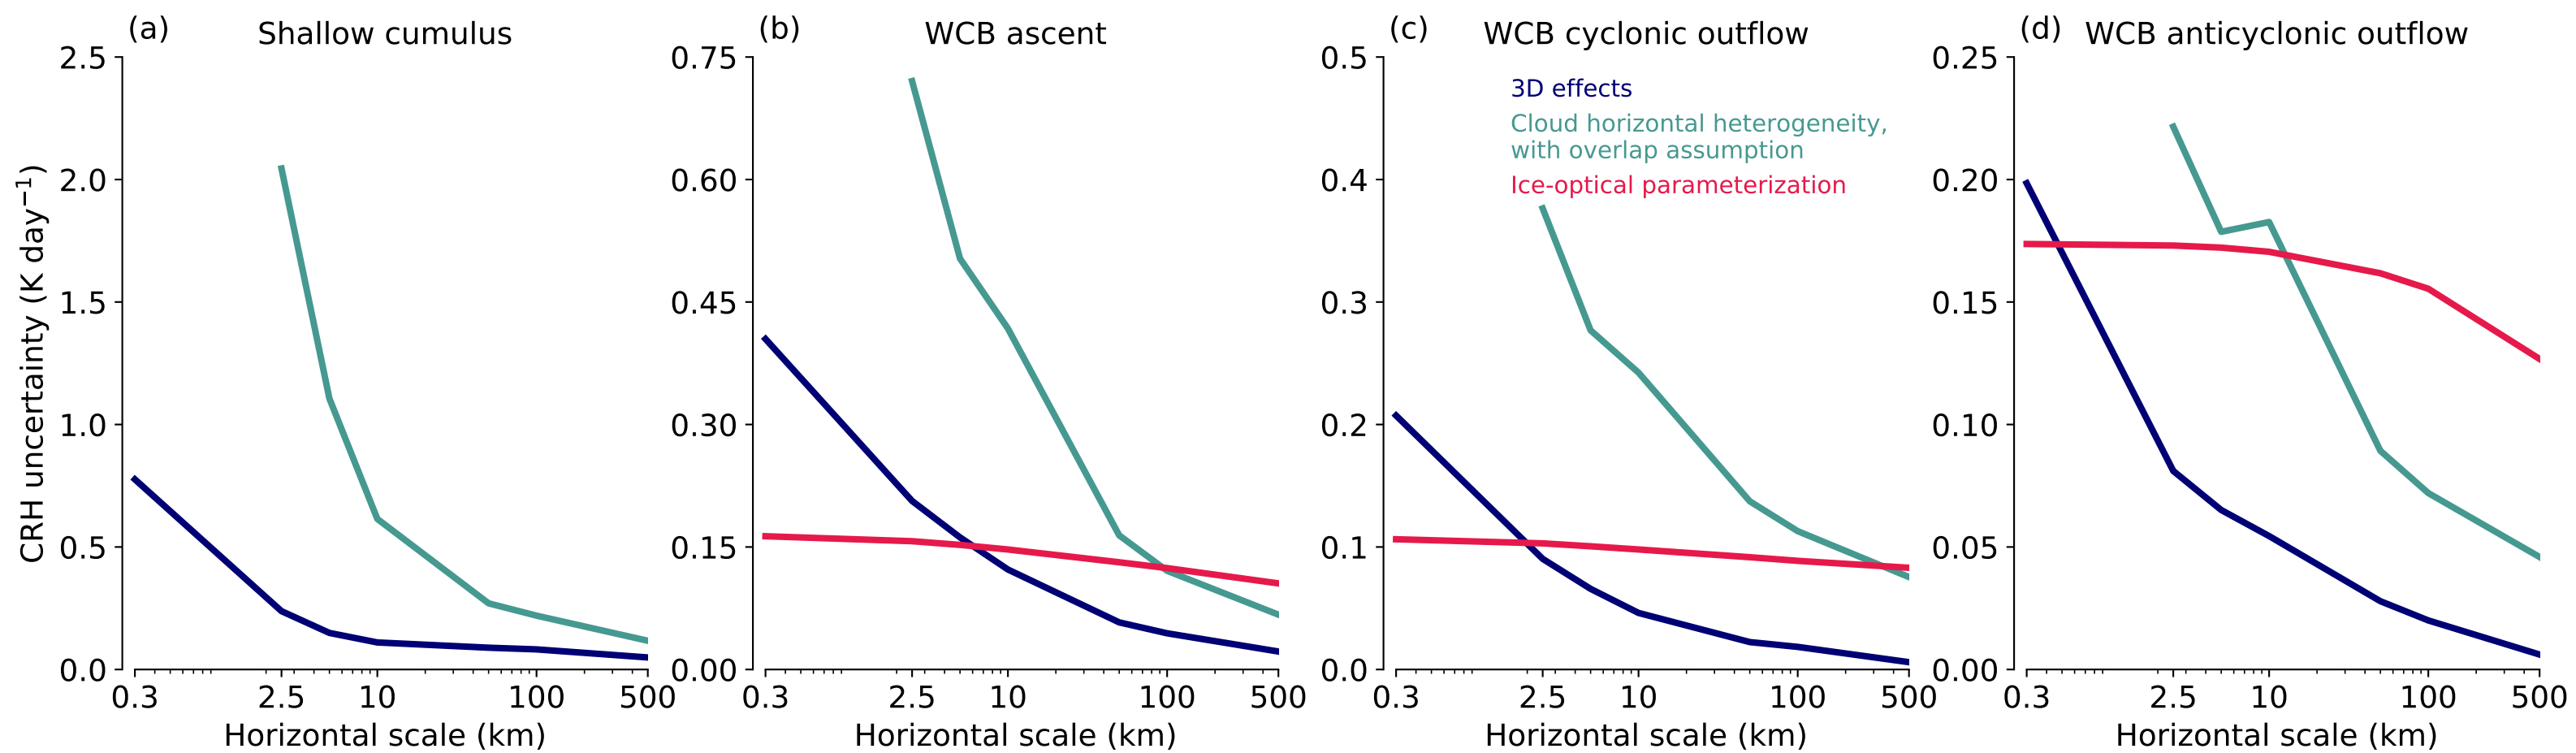 (a) Shallow cumulus
2.5
2.0
1.5
1.0
0.5
0.0
CRH uncertainty (K day⁻¹)
0.3 2.5 10 100 500
Horizontal scale (km)
(b) WCB ascent
0.75
0.60
0.45
0.30
0.15
0.00
0.3 2.5 10 100 500
Horizontal scale (km)
(c) WCB cyclonic outflow
0.5
0.4
0.3
0.2
0.1
0.0
3D effects
Cloud horizontal heterogeneity,
with overlap assumption
Ice-optical parameterization
0.3 2.5 10 100 500
Horizontal scale (km)
(d) WCB anticyclonic outflow
0.25
0.20
0.15
0.10
0.05
0.00
0.3 2.5 10 100 500
Horizontal scale (km)